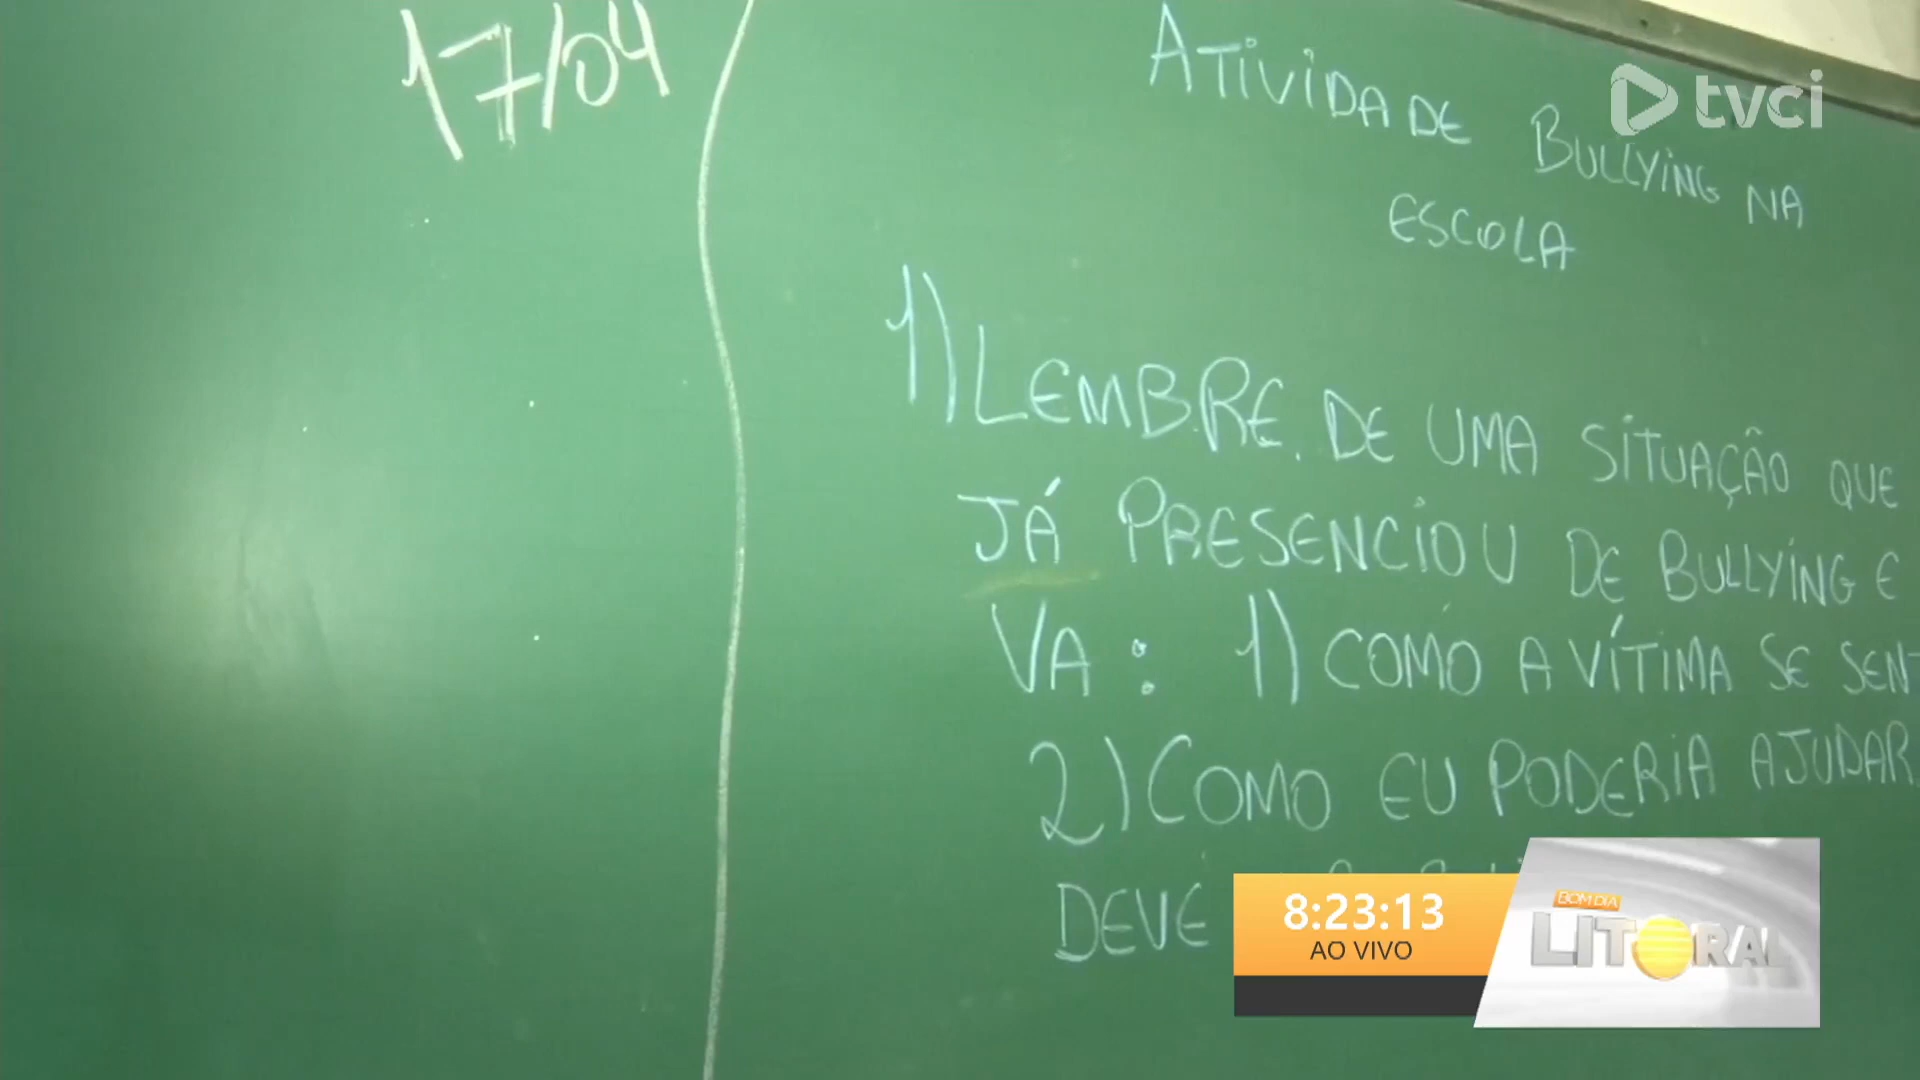 17/04
ATIVIDADE BULLYING NA
ESCOLA
tvci
1) LEMBRE DE UMA SITUAÇÃO QUE
JÁ PRESENCIOU DE BULLYING E
VA : 1) COMO A VÍTIMA SE SENT
2) COMO EU PODERIA AJUDAR
DEVE
8:23:13
AO VIVO
BOM DIA
LITORAL